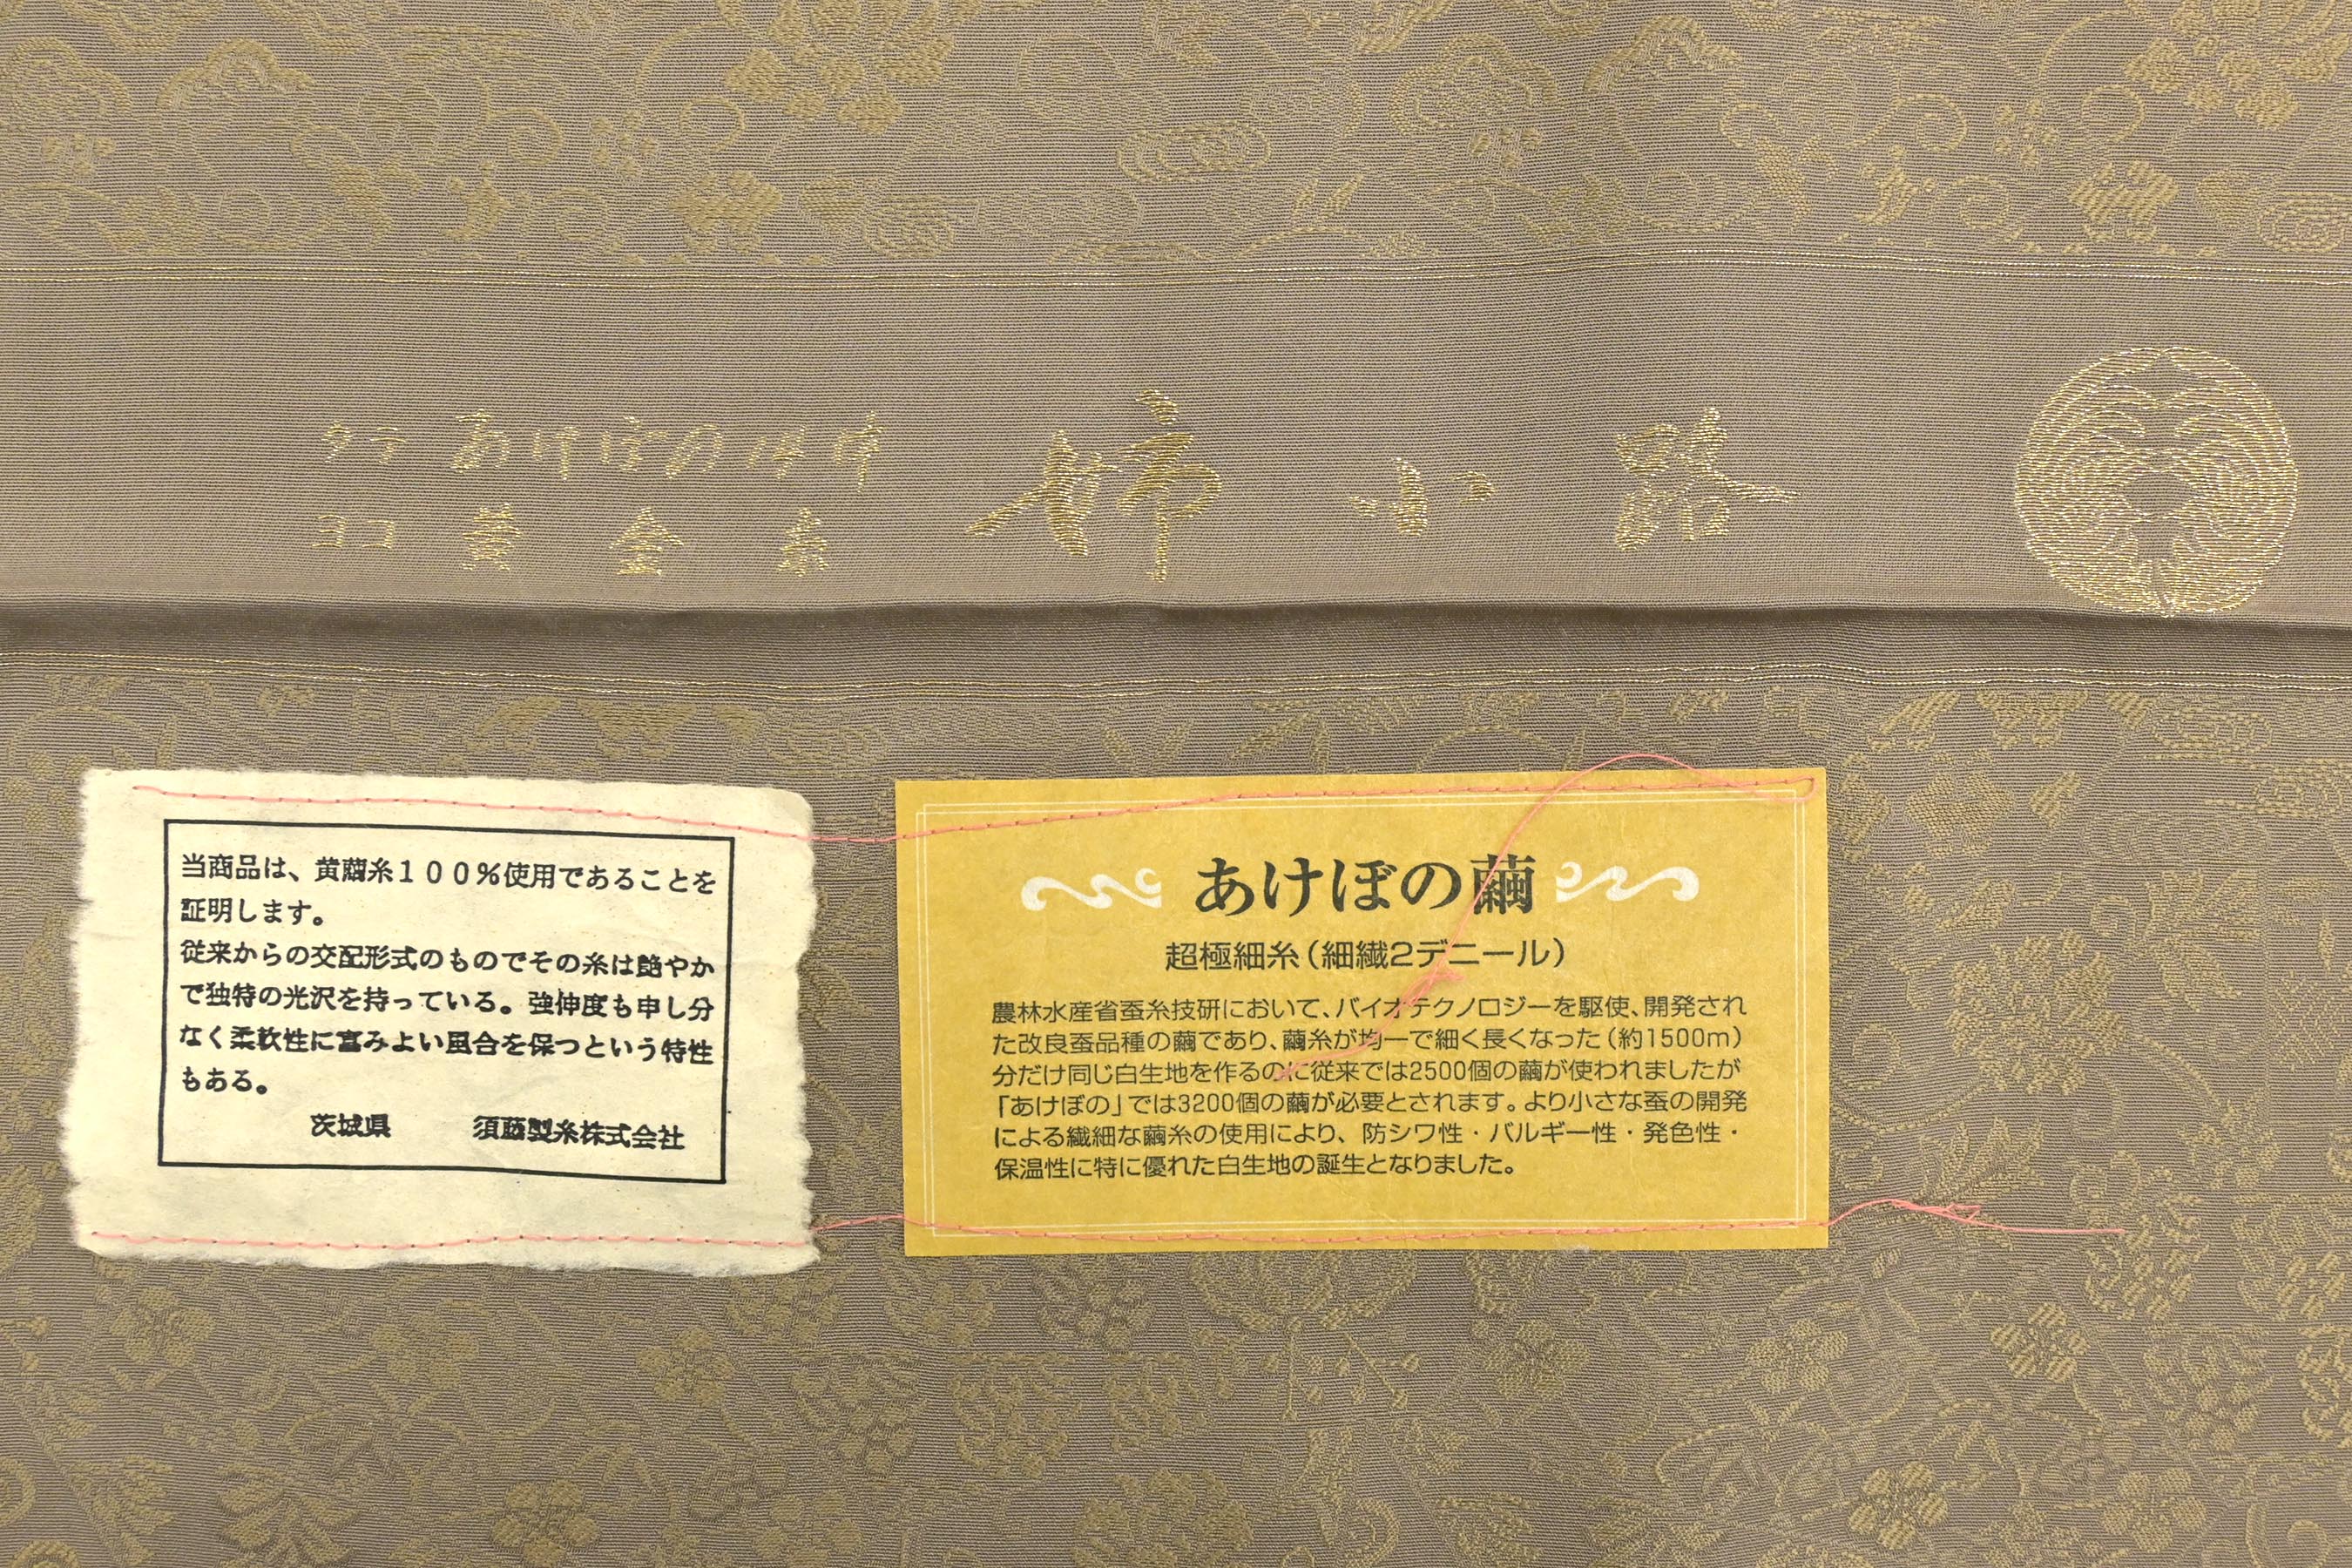 タテ あけぼの
ヨコ 黄金糸
姉小路
当商品は、黄繭糸100%使用であることを
証明します。
従来からの交配形式のものでその糸は艶やか
で独特の光沢を持っている。強伸度も申し分
なく柔軟性に富みよい風合を保つという特性
もある。
茨城県 須藤製糸株式会社
あけぼの繭
超極細糸(細繊2デニール)
農林水産省蚕糸技研において、バイオテクノロジーを駆使、開発され
た改良蚕品種の繭であり、繭糸が均一で細く長くなった(約1500m)
分だけ同じ白生地を作るのに従来では2500個の繭が使われましたが
「あけぼの」では3200個の繭が必要とされます。より小さな蚕の開発
による繊細な繭糸の使用により、防シワ性・バルギー性・発色性・
保温性に特に優れた白生地の誕生となりました。